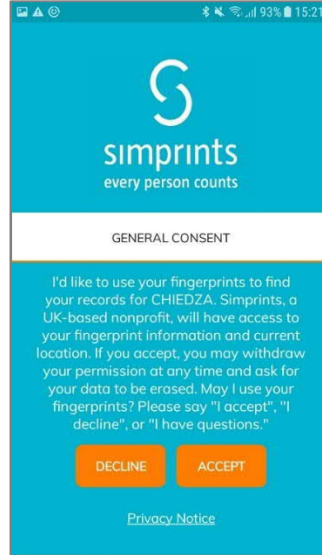 93% 15:21
simprints
every person counts
GENERAL CONSENT
I'd like to use your fingerprints to find
your records for CHIEDZA. Simprints, a
UK-based nonprofit, will have access to
your fingerprint information and current
location. If you accept, you may withdraw
your permission at any time and ask for
your data to be erased. May I use your
fingerprints? Please say "I accept", "I
decline", or "I have questions."
DECLINE ACCEPT
Privacy Notice